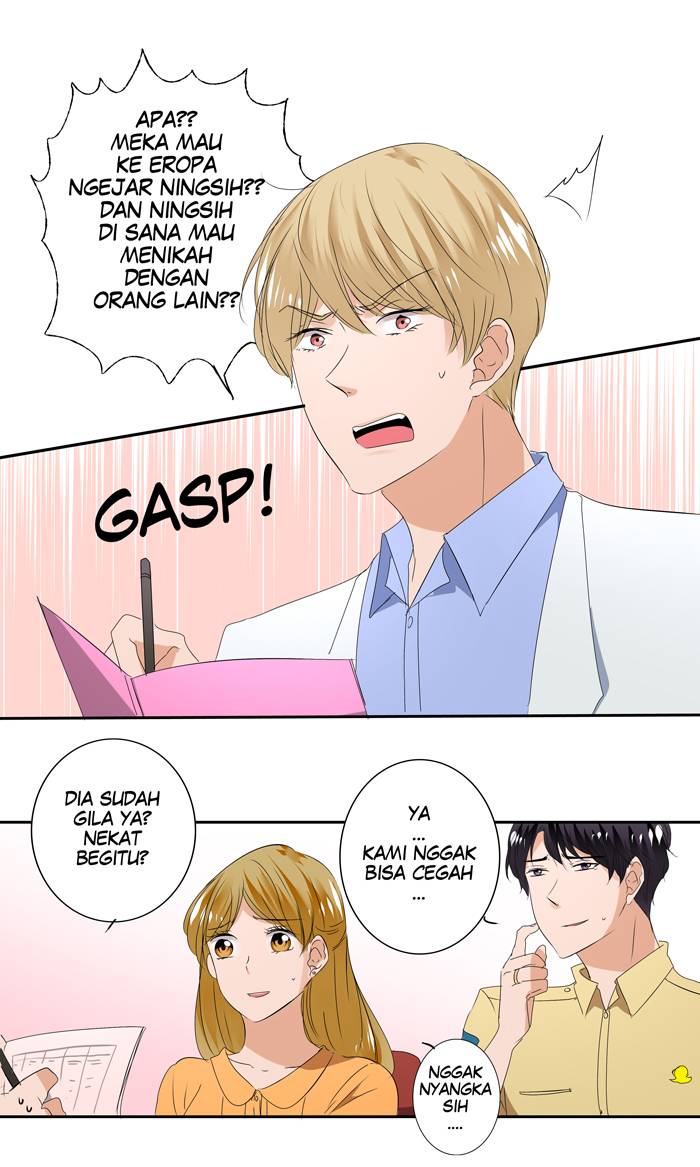 APA??
MEKA MAU
KE EROPA
NGEJAR NINGSIH??
DAN NINGSIH
DI SANA MAU
MENIKAH
DENGAN
ORANG LAIN??
GASP!
DIA SUDAH
GILA YA?
NEKAT
BEGITU?
YA
...
KAMI NGGAK
BISA CEGAH
...
NGGAK
NYANGKA
SIH
....